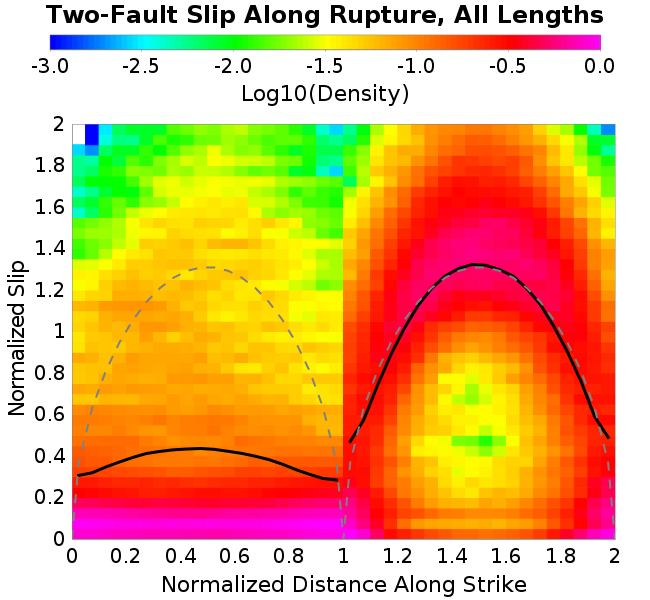 Two-Fault Slip Along Rupture, All Lengths
-3.0 -2.5 -2.0 -1.5 -1.0 -0.5 0.0
Log10(Density)
2
1.8
1.6
1.4
1.2
1
0.8
0.6
0.4
0.2
0
Normalized Slip
0 0.2 0.4 0.6 0.8 1 1.2 1.4 1.6 1.8 2
Normalized Distance Along Strike